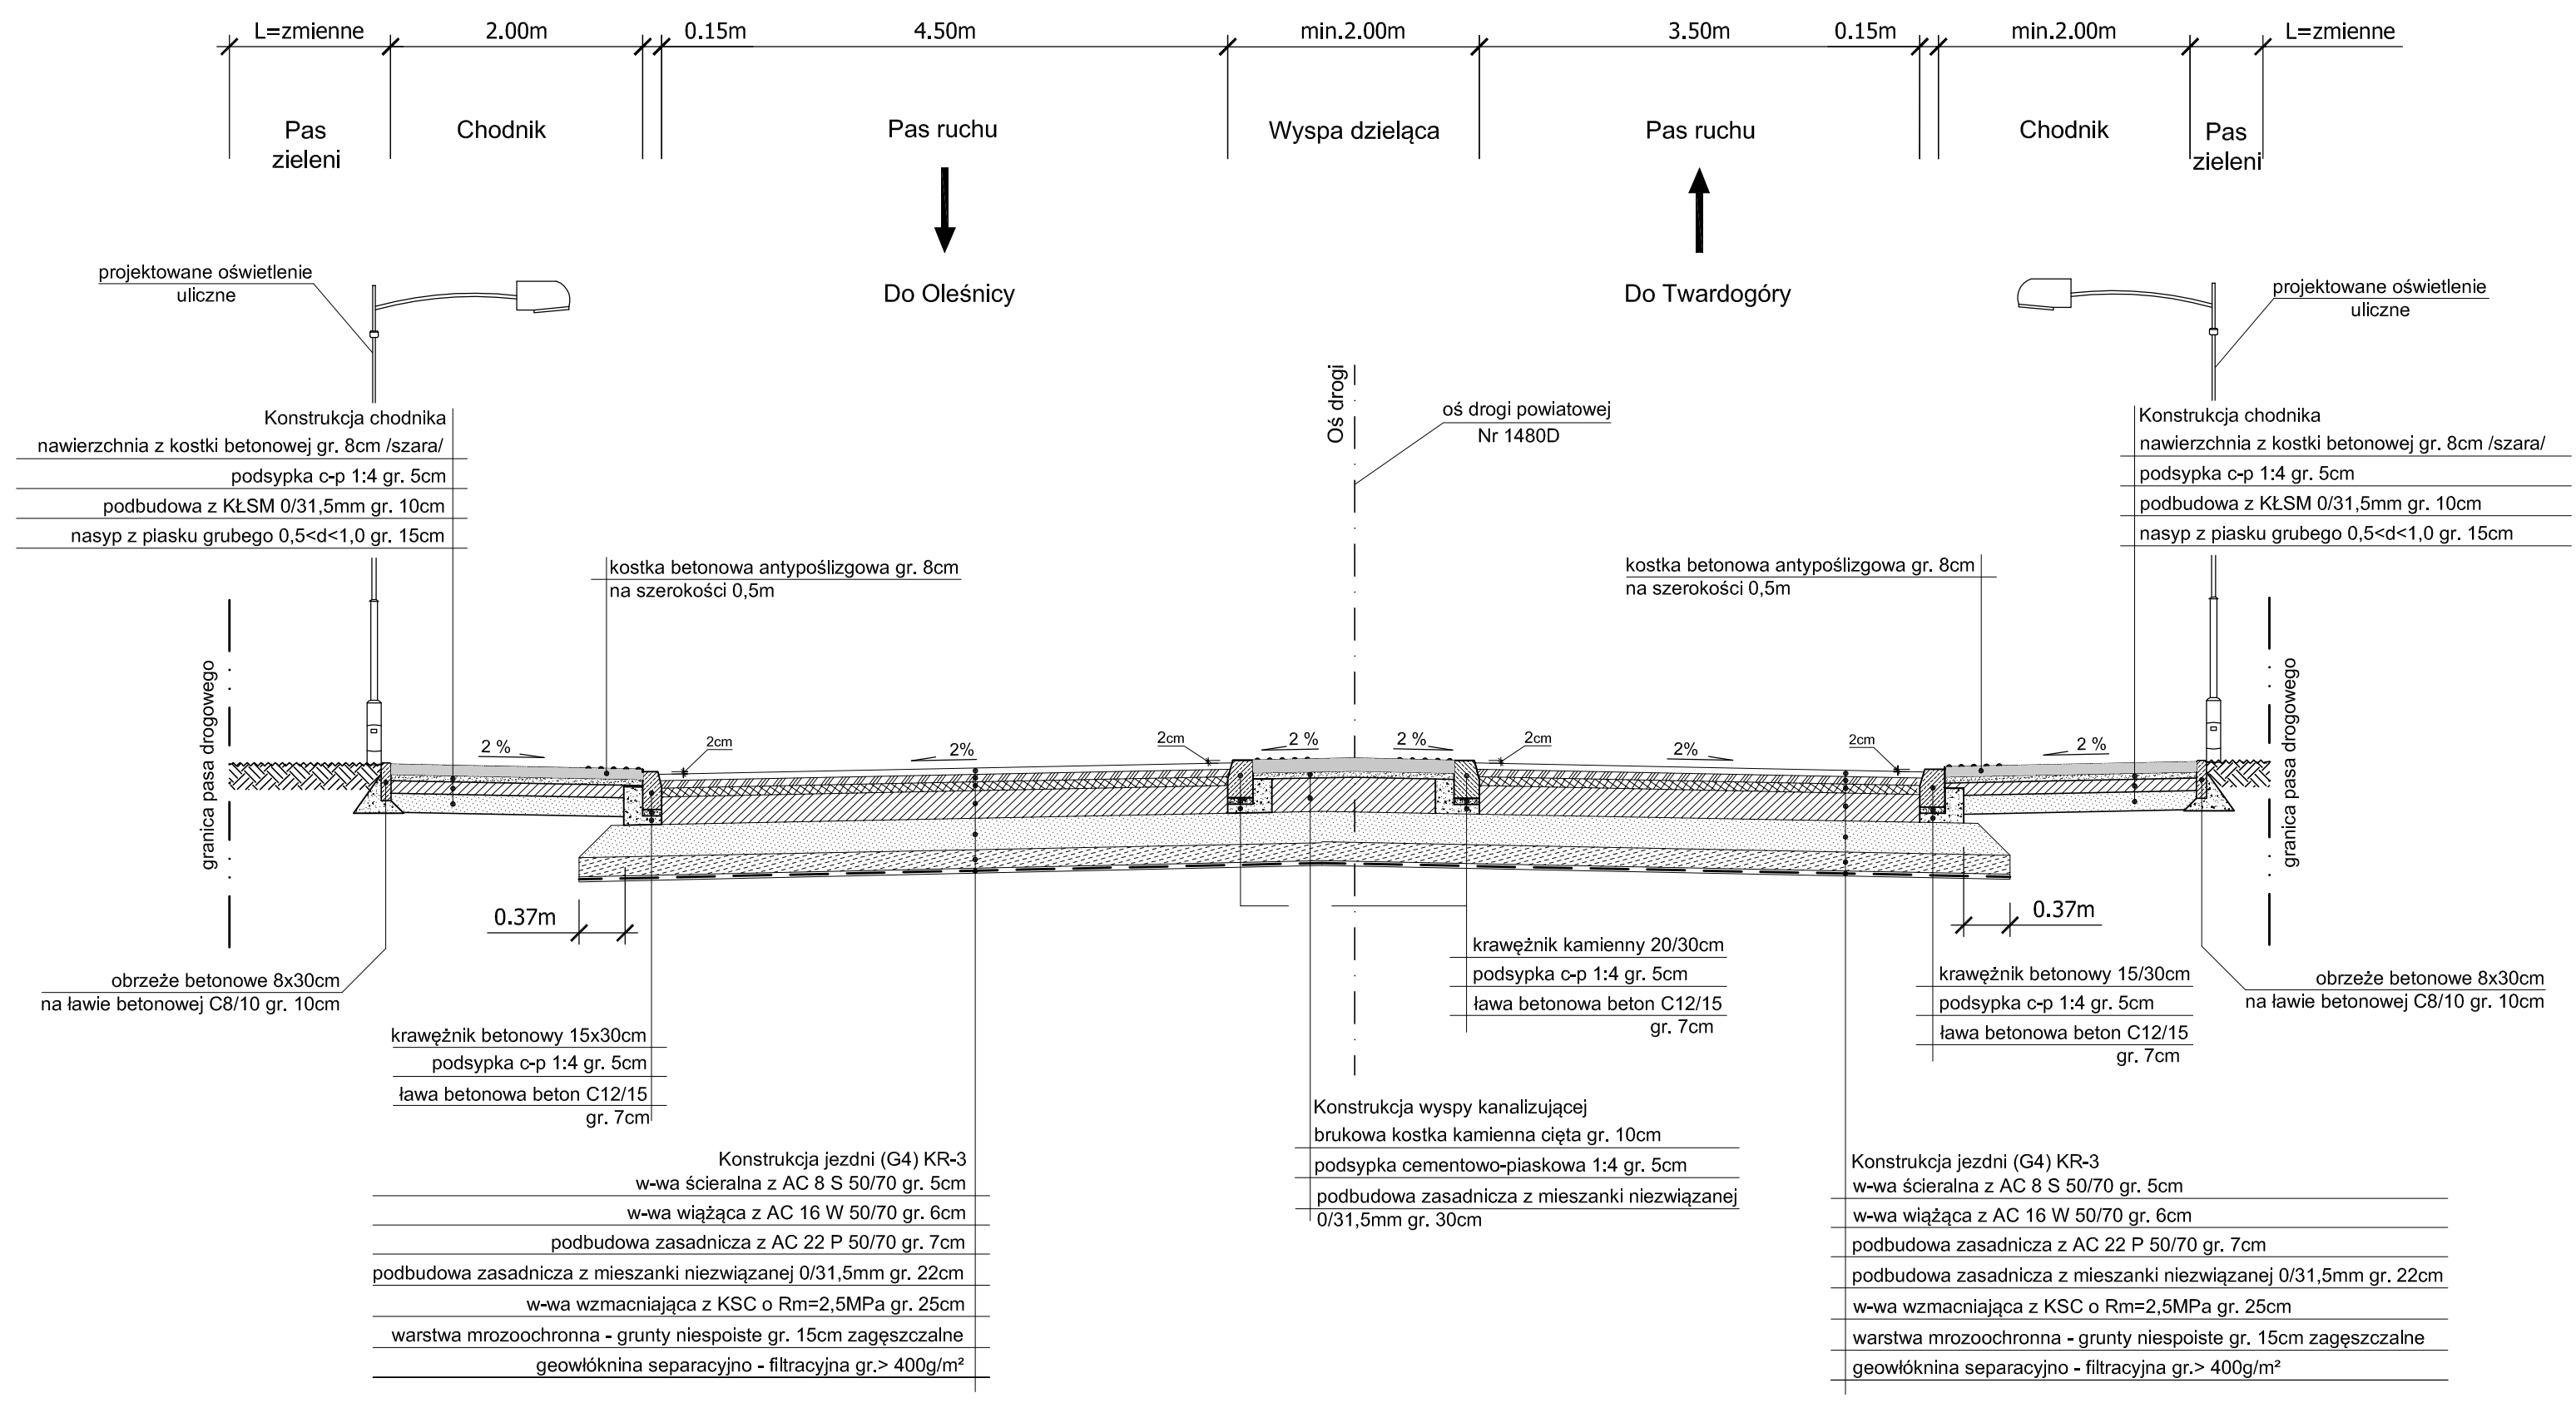 L=zmienne
2.00m
0.15m
4.50m
min.2.00m
3.50m
0.15m
min.2.00m
L=zmienne
Pas
zieleni
Chodnik
Pas ruchu
Wyspa dzieląca
Pas ruchu
Chodnik
Pas
zieleni
Do Oleśnicy
Do Twardogóry
projektowane oświetlenie
uliczne
projektowane oświetlenie
uliczne
Oś drogi
oś drogi powiatowej
Nr 1480D
Konstrukcja chodnika
nawierzchnia z kostki betonowej gr. 8cm /szara/
podsypka c-p 1:4 gr. 5cm
podbudowa z KŁSM 0/31,5mm gr. 10cm
nasyp z piasku grubego 0,5<d<1,0 gr. 15cm
Konstrukcja chodnika
nawierzchnia z kostki betonowej gr. 8cm /szara/
podsypka c-p 1:4 gr. 5cm
podbudowa z KŁSM 0/31,5mm gr. 10cm
nasyp z piasku grubego 0,5<d<1,0 gr. 15cm
kostka betonowa antypoślizgowa gr. 8cm
na szerokości 0,5m
kostka betonowa antypoślizgowa gr. 8cm
na szerokości 0,5m
granica pasa drogowego
granica pasa drogowego
2 %
2cm
2%
2cm
2 %
2 %
2cm
2%
2cm
2 %
0.37m
0.37m
obrzeże betonowe 8x30cm
na ławie betonowej C8/10 gr. 10cm
krawężnik betonowy 15x30cm
podsypka c-p 1:4 gr. 5cm
ława betonowa beton C12/15
gr. 7cm
krawężnik kamienny 20/30cm
podsypka c-p 1:4 gr. 5cm
ława betonowa beton C12/15
gr. 7cm
krawężnik betonowy 15/30cm
podsypka c-p 1:4 gr. 5cm
ława betonowa beton C12/15
gr. 7cm
obrzeże betonowe 8x30cm
na ławie betonowej C8/10 gr. 10cm
Konstrukcja jezdni (G4) KR-3
w-wa ścieralna z AC 8 S 50/70 gr. 5cm
w-wa wiążąca z AC 16 W 50/70 gr. 6cm
podbudowa zasadnicza z AC 22 P 50/70 gr. 7cm
podbudowa zasadnicza z mieszanki niezwiązanej 0/31,5mm gr. 22cm
w-wa wzmacniająca z KSC o Rm=2,5MPa gr. 25cm
warstwa mrozoochronna - grunty niespoiste gr. 15cm zagęszczalne
geowłóknina separacyjno - filtracyjna gr.> 400g/m²
Konstrukcja wyspy kanalizującej
brukowa kostka kamienna cięta gr. 10cm
podsypka cementowo-piaskowa 1:4 gr. 5cm
podbudowa zasadnicza z mieszanki niezwiązanej
0/31,5mm gr. 30cm
Konstrukcja jezdni (G4) KR-3
w-wa ścieralna z AC 8 S 50/70 gr. 5cm
w-wa wiążąca z AC 16 W 50/70 gr. 6cm
podbudowa zasadnicza z AC 22 P 50/70 gr. 7cm
podbudowa zasadnicza z mieszanki niezwiązanej 0/31,5mm gr. 22cm
w-wa wzmacniająca z KSC o Rm=2,5MPa gr. 25cm
warstwa mrozoochronna - grunty niespoiste gr. 15cm zagęszczalne
geowłóknina separacyjno - filtracyjna gr.> 400g/m²